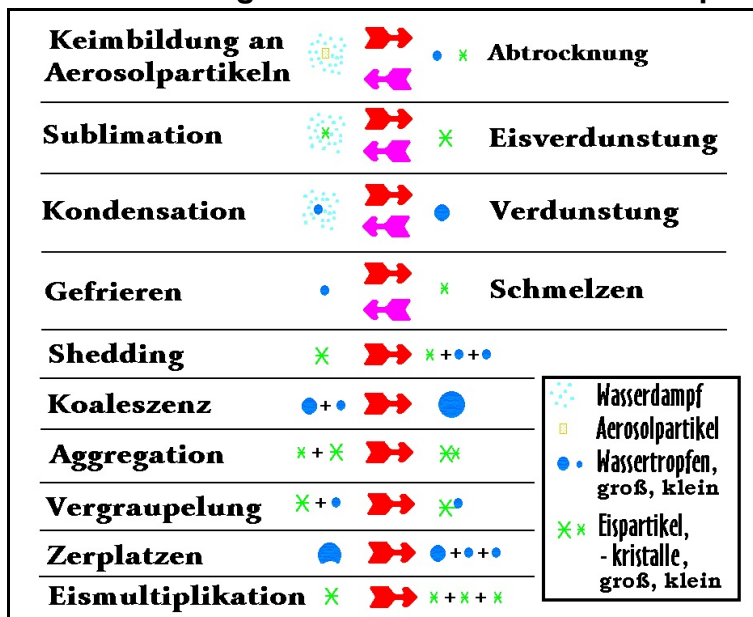 Keimbildung an
Aerosolpartikeln
Abtrocknung
Sublimation
Eisverdunstung
Kondensation
Verdunstung
Gefrieren
Schmelzen
Shedding
+ +
Koaleszenz
+
Aggregation
+
Vergraupelung
+
Zerplatzen
+ +
Eismultiplikation
+ +
Wasserdampf
Aerosolpartikel
Wassertropfen,
groß, klein
Eispartikel,
- kristalle,
groß, klein